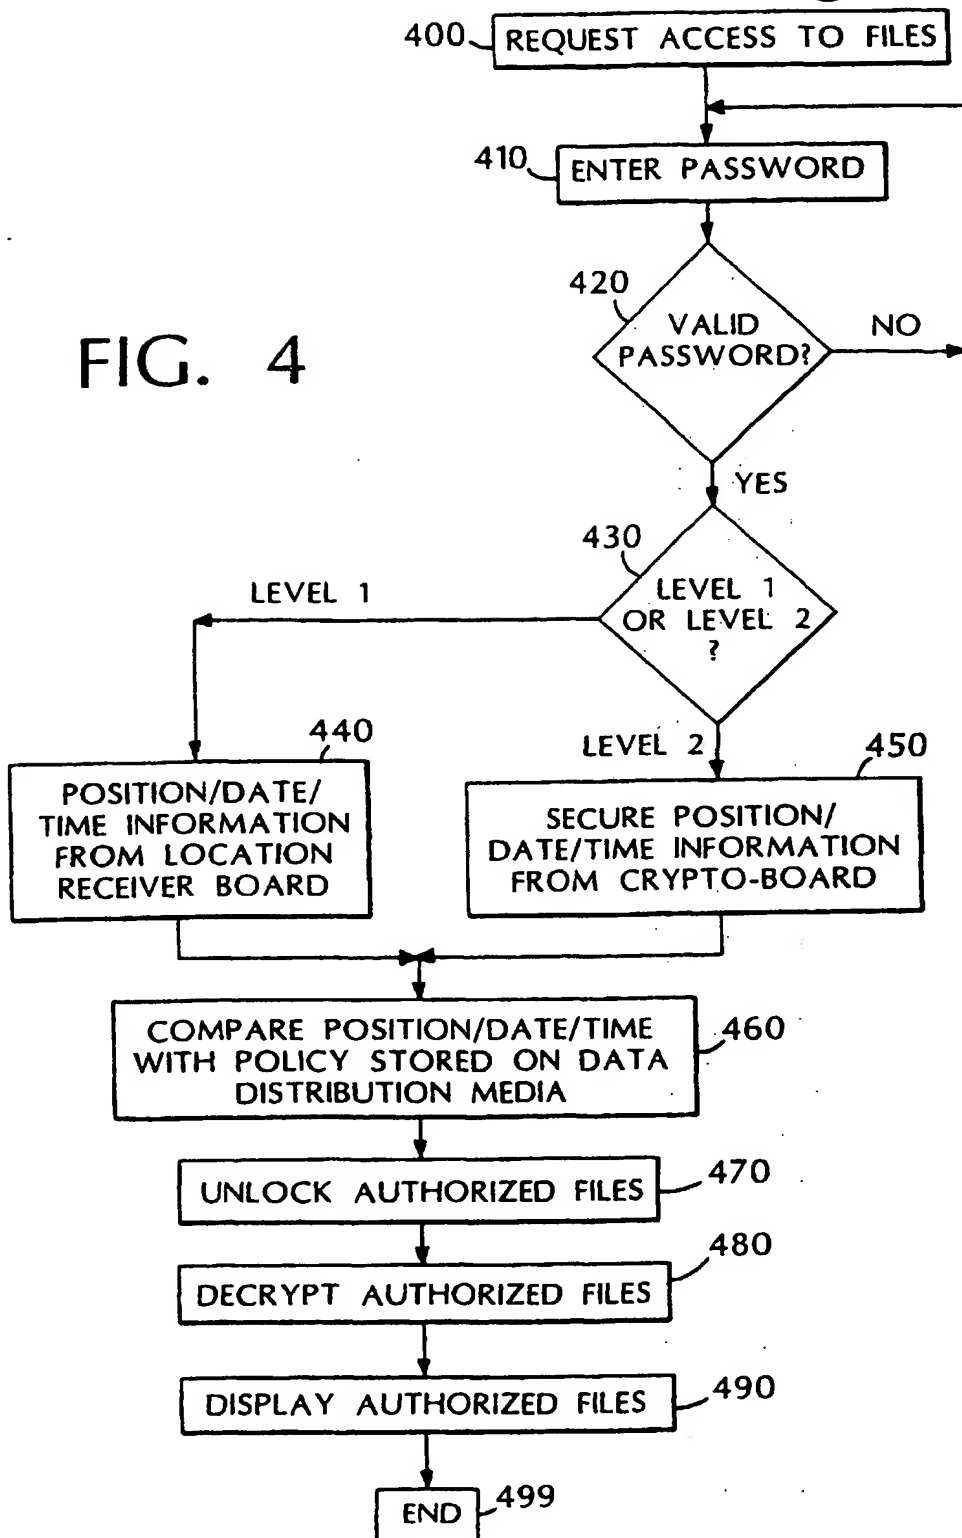 400
REQUEST ACCESS TO FILES
410
ENTER PASSWORD
420
VALID
PASSWORD?
NO
FIG. 4
YES
430
LEVEL 1
OR LEVEL 2
?
LEVEL 1
LEVEL 2
440
POSITION/DATE/
TIME INFORMATION
FROM LOCATION
RECEIVER BOARD
450
SECURE POSITION/
DATE/TIME INFORMATION
FROM CRYPTO-BOARD
COMPARE POSITION/DATE/TIME
WITH POLICY STORED ON DATA
DISTRIBUTION MEDIA
460
UNLOCK AUTHORIZED FILES
470
DECRYPT AUTHORIZED FILES
480
DISPLAY AUTHORIZED FILES
490
END
499